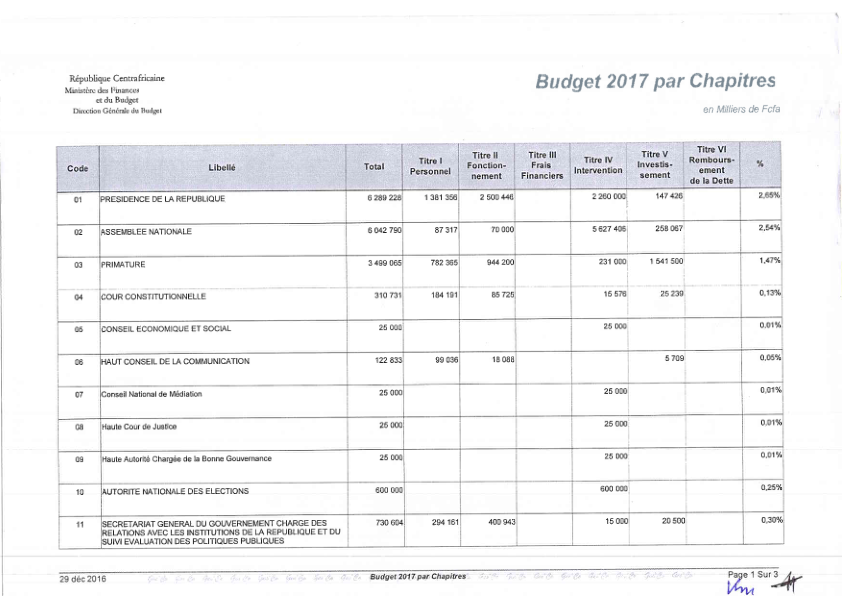 République Centrafricaine
Ministère des Finances
et du Budget
Direction Générale du Budget
Budget 2017 par Chapitres
en Milliers de Fcfa
Code Libellé Total Titre I Personnel Titre II Fonction-nement Titre III Frais Financiers Titre IV Intervention Titre V Investis-sement Titre VI Rembours-ement de la Dette %
01 PRESIDENCE DE LA REPUBLIQUE 6 289 228 1 381 356 2 500 446 2 260 000 147 426 2,65%
02 ASSEMBLEE NATIONALE 6 042 790 87 317 70 000 5 627 406 258 067 2,54%
03 PRIMATURE 3 499 065 782 365 944 200 231 000 1 541 500 1,47%
04 COUR CONSTITUTIONNELLE 310 731 184 191 85 725 15 576 25 239 0,13%
05 CONSEIL ECONOMIQUE ET SOCIAL 25 000 25 000 0,01%
06 HAUT CONSEIL DE LA COMMUNICATION 122 833 99 036 18 088 5 709 0,05%
07 Conseil National de Médiation 25 000 25 000 0,01%
08 Haute Cour de Justice 25 000 25 000 0,01%
09 Haute Autorité Chargée de la Bonne Gouvernance 25 000 25 000 0,01%
10 AUTORITE NATIONALE DES ELECTIONS 600 000 600 000 0,25%
11 SECRETARIAT GENERAL DU GOUVERNEMENT CHARGE DES 730 604 294 161 400 943 15 000 20 500 0,30%
RELATIONS AVEC LES INSTITUTIONS DE LA REPUBLIQUE ET DU
SUIVI EVALUATION DES POLITIQUES PUBLIQUES
29 déc 2016 Budget 2017 par Chapitres Page 1 Sur 3